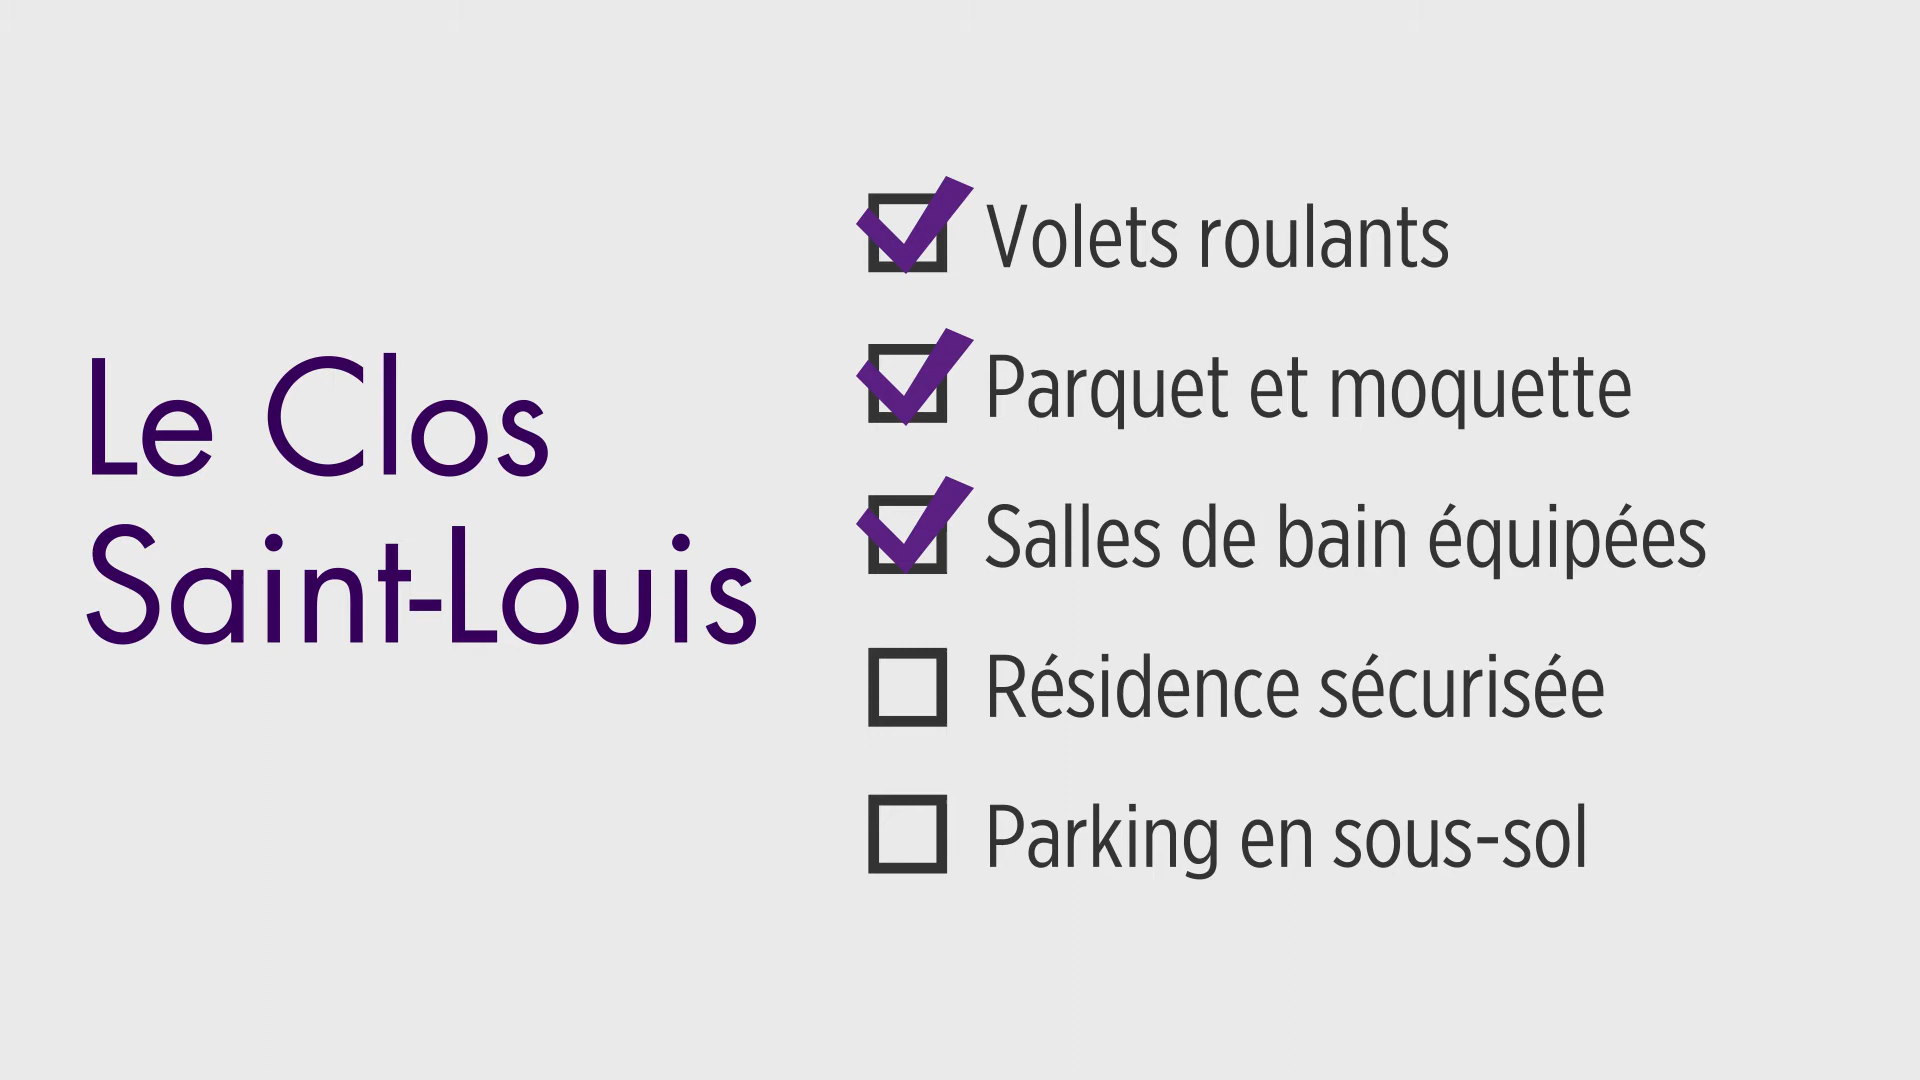 Le Clos
Saint-Louis
Volets roulants
Parquet et moquette
Salles de bain équipées
Résidence sécurisée
Parking en sous-sol